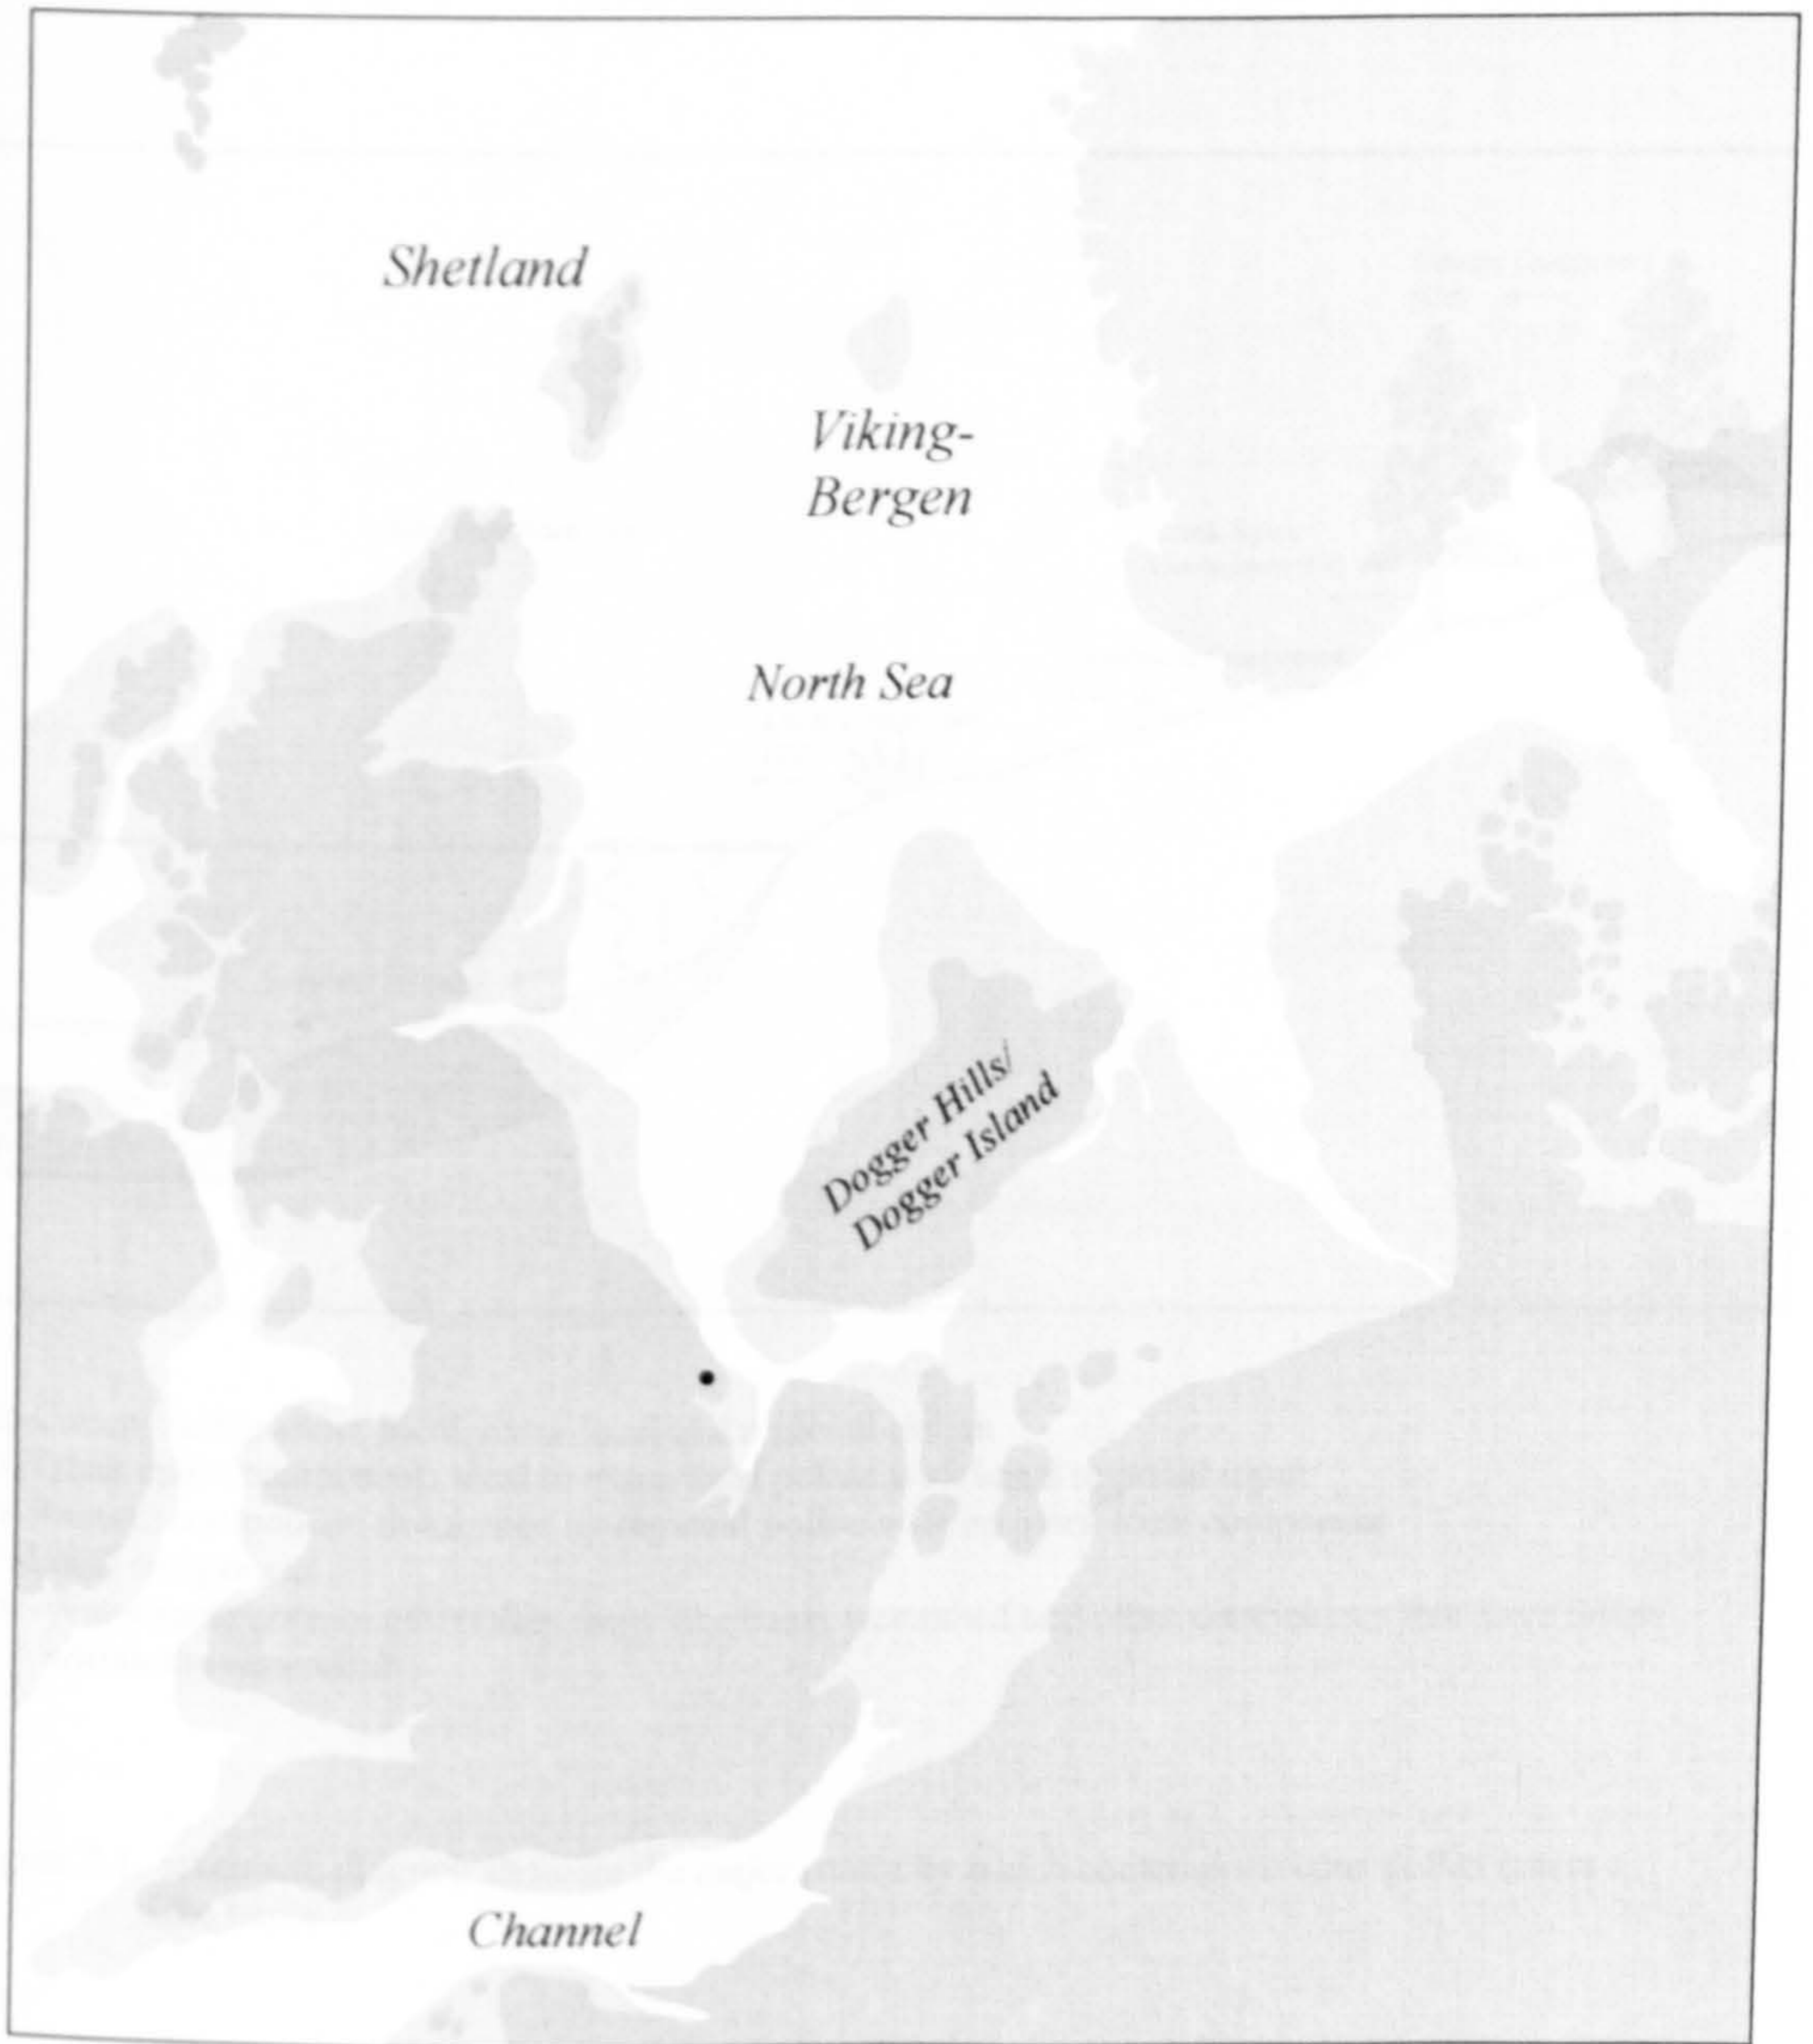 Shetland
Viking-
Bergen
North Sea
Dogger Hills/
Dogger Island
Channel